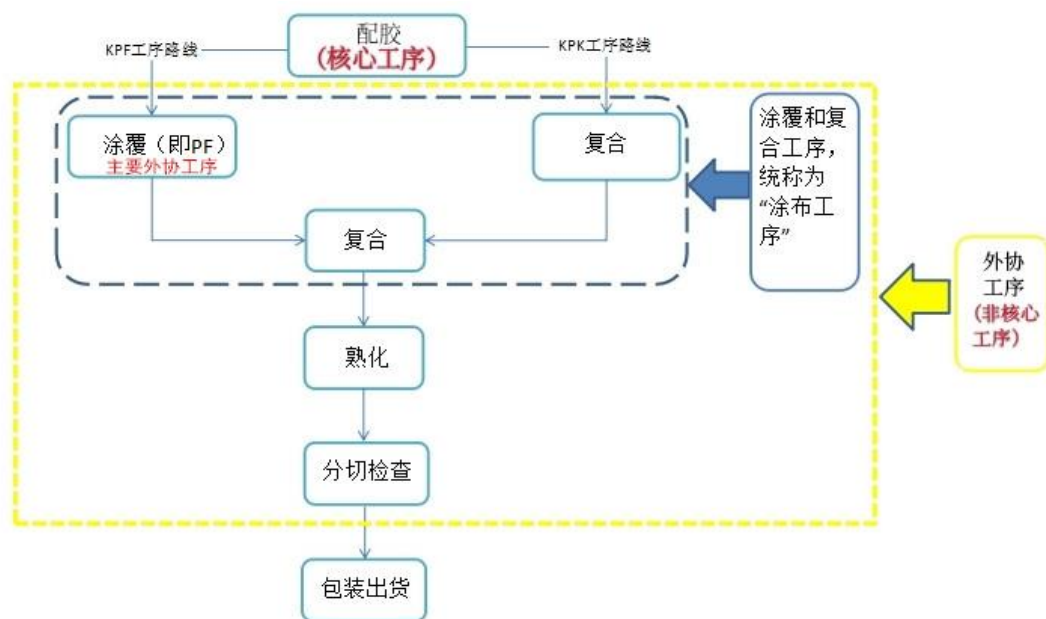 配胶
（核心工序）
KPF工序路线
KPK工序路线
涂覆（即PF）
主要外协工序
复合
涂覆和复
合工序，
统称为
“涂布工
序”
复合
外协
工序
（非核心
工序）
熟化
分切检查
包装出货